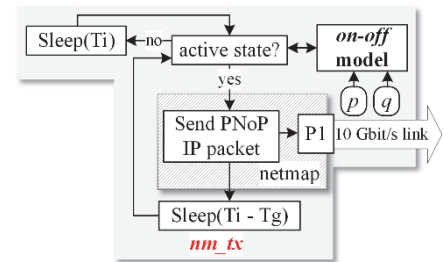 Sleep(Ti)
no
active state?
on-off
model
yes
p
q
Send PNoP
IP packet
P1
10 Gbit/s link
netmap
Sleep(Ti - Tg)
nm_tx